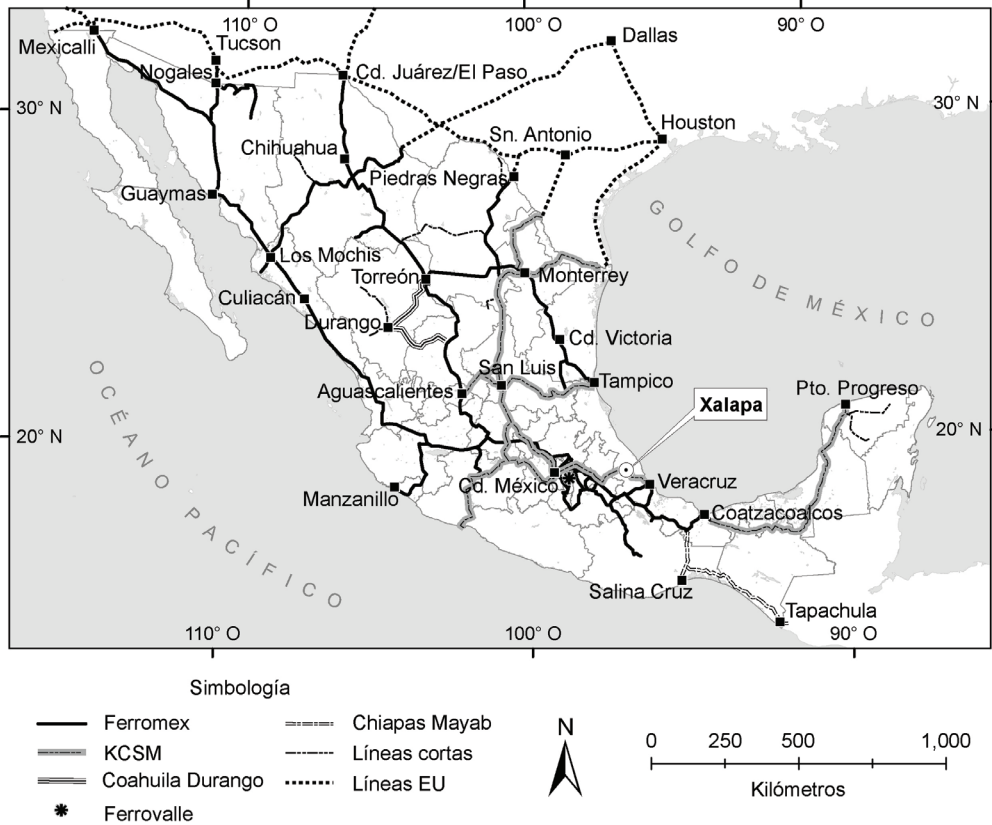 110° O
100° O
90° O
Mexicalli
Tucson
Dallas
Nogales
Cd. Juárez/El Paso
30° N
30° N
Houston
Sn. Antonio
Chihuahua
Piedras Negras
Guaymas
GOLFO DE MÉXICO
Los Mochis
Torreón
Monterrey
Culiacán
Durango
Cd. Victoria
San Luis
Tampico
Aguascalientes
Pto. Progreso
Xalapa
OCÉANO PACÍFICO
20° N
20° N
Cd. México
Veracruz
Manzanillo
Coatzacoalcos
Salina Cruz
Tapachula
110° O
100° O
90° O
Simbología
Ferromex
KCSM
Coahuila Durango
Ferrovalle
Chiapas Mayab
Líneas cortas
Líneas EU
N
0 250 500 1,000
Kilómetros